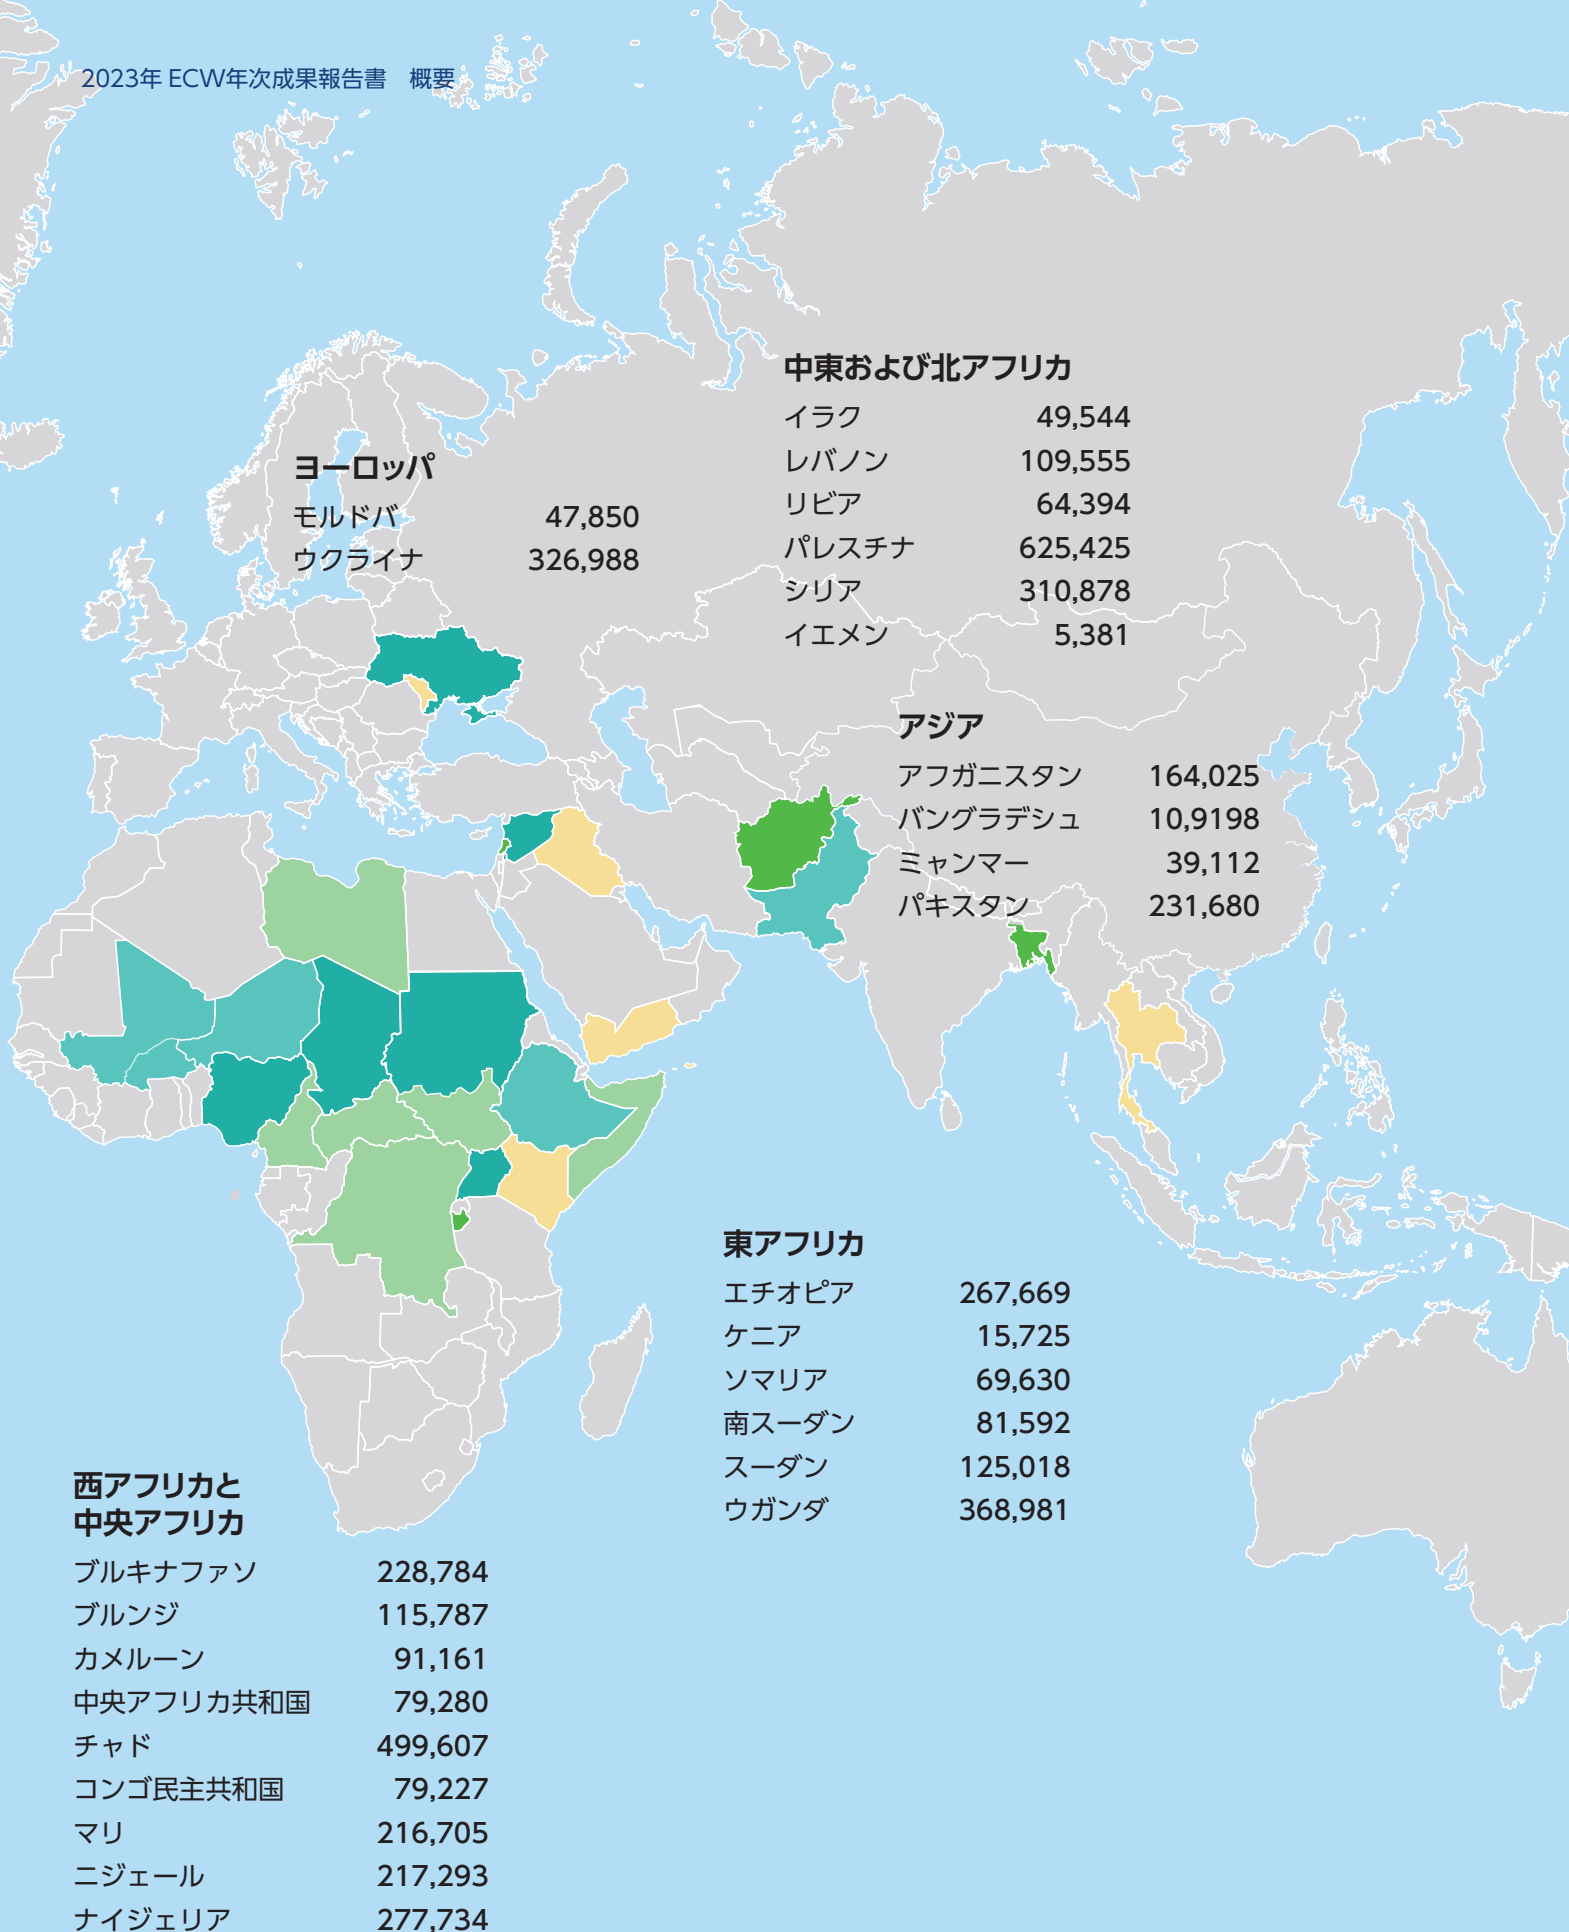 2023年 ECW年次成果報告書　概要
中東および北アフリカ
イラク 49,544
レバノン 109,555
リビア 64,394
パレスチナ 625,425
シリア 310,878
イエメン 5,381
ヨーロッパ
モルドバ 47,850
ウクライナ 326,988
アジア
アフガニスタン 164,025
バングラデシュ 10,9198
ミャンマー 39,112
パキスタン 231,680
東アフリカ
エチオピア 267,669
ケニア 15,725
ソマリア 69,630
南スーダン 81,592
スーダン 125,018
ウガンダ 368,981
西アフリカと
中央アフリカ
ブルキナファソ 228,784
ブルンジ 115,787
カメルーン 91,161
中央アフリカ共和国 79,280
チャド 499,607
コンゴ民主共和国 79,227
マリ 216,705
ニジェール 217,293
ナイジェリア 277,734